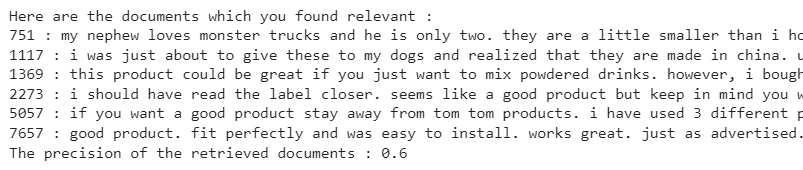 Here are the documents which you found relevant :
751 : my nephew loves monster trucks and he is only two. they are a little smaller than i ho
1117 : i was just about to give these to my dogs and realized that they are made in china. u
1369 : this product could be great if you just want to mix powdered drinks. however, i bough
2273 : i should have read the label closer. seems like a good product but keep in mind you w
5057 : if you want a good product stay away from tom tom products. i have used 3 different p
7657 : good product. fit perfectly and was easy to install. works great. just as advertised.
The precision of the retrieved documents : 0.6